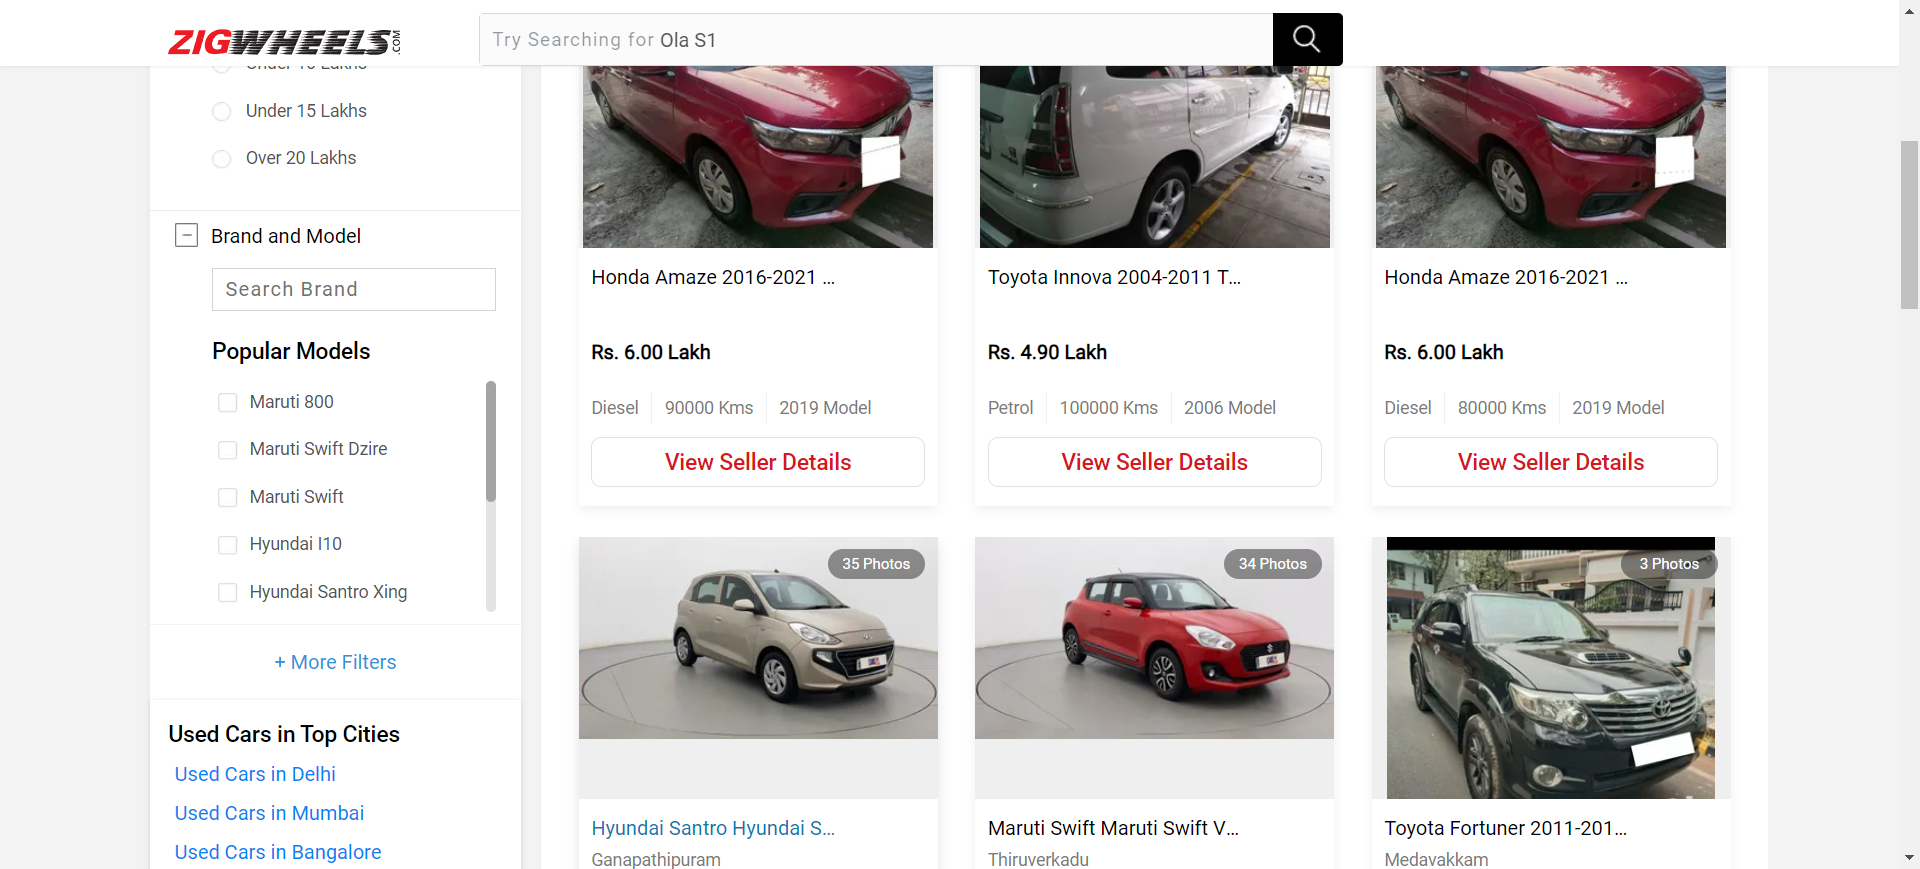 ZIGWHEELS.COM
Try Searching for Ola S1
Under 15 Lakhs
Over 20 Lakhs
Brand and Model
Search Brand
Popular Models
Maruti 800
Maruti Swift Dzire
Maruti Swift
Hyundai I10
Hyundai Santro Xing
+ More Filters
Used Cars in Top Cities
Used Cars in Delhi
Used Cars in Mumbai
Used Cars in Bangalore
Honda Amaze 2016-2021 ...
Rs. 6.00 Lakh
Diesel 90000 Kms 2019 Model
View Seller Details
Toyota Innova 2004-2011 T...
Rs. 4.90 Lakh
Petrol 100000 Kms 2006 Model
View Seller Details
Honda Amaze 2016-2021 ...
Rs. 6.00 Lakh
Diesel 80000 Kms 2019 Model
View Seller Details
35 Photos
Hyundai Santro Hyundai S...
Ganapathipuram
34 Photos
Maruti Swift Maruti Swift V...
Thiruverkadu
3 Photos
Toyota Fortuner 2011-201...
Medavakkam